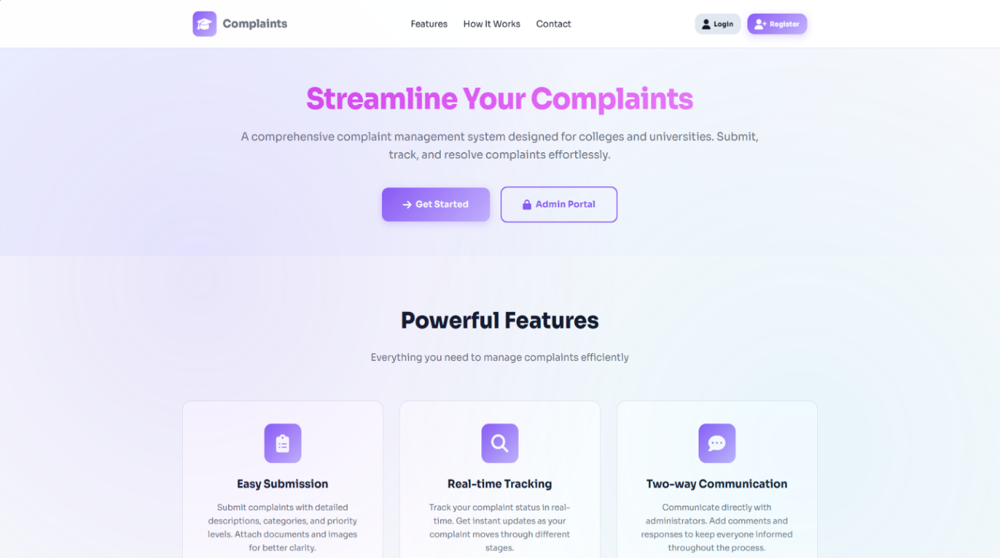 Complaints
Features
How It Works
Contact
Login
Register
Streamline Your Complaints
A comprehensive complaint management system designed for colleges and universities. Submit,
track, and resolve complaints effortlessly.
Get Started
Admin Portal
Powerful Features
Everything you need to manage complaints efficiently
Easy Submission
Submit complaints with detailed
descriptions, categories, and priority
levels. Attach documents and images
for better clarity.
Real-time Tracking
Track your complaint status in real-
time. Get instant updates as your
complaint moves through different
stages.
Two-way Communication
Communicate directly with
administrators. Add comments and
responses to keep everyone informed
throughout the process.